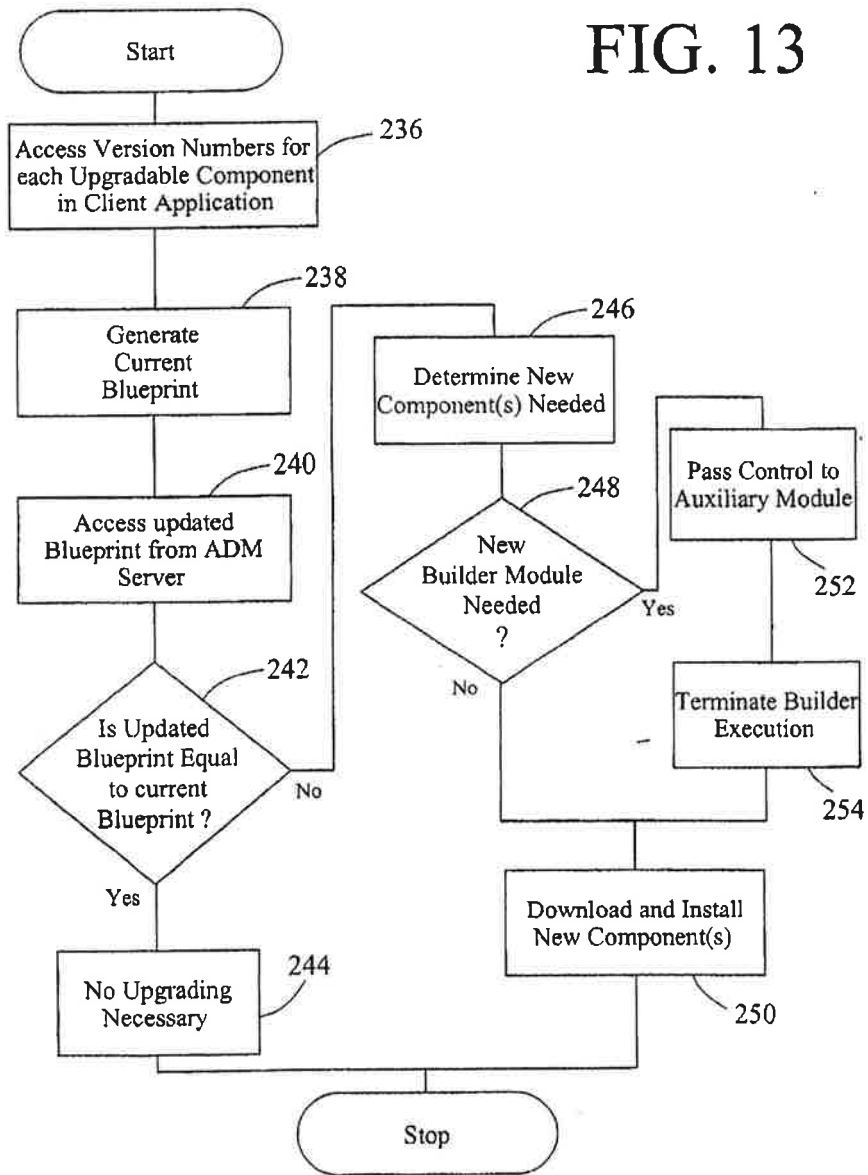 FIG. 13
Start
236
Access Version Numbers for
each Upgradable Component
in Client Application
238
Generate
Current
Blueprint
240
Access updated
Blueprint from ADM
Server
242
Is Updated
Blueprint Equal
to current
Blueprint ?
No
Yes
244
No Upgrading
Necessary
246
Determine New
Component(s) Needed
248
New
Builder Module
Needed
?
Yes
No
Pass Control to
Auxiliary Module
252
Terminate Builder
Execution
254
Download and Install
New Component(s)
250
Stop